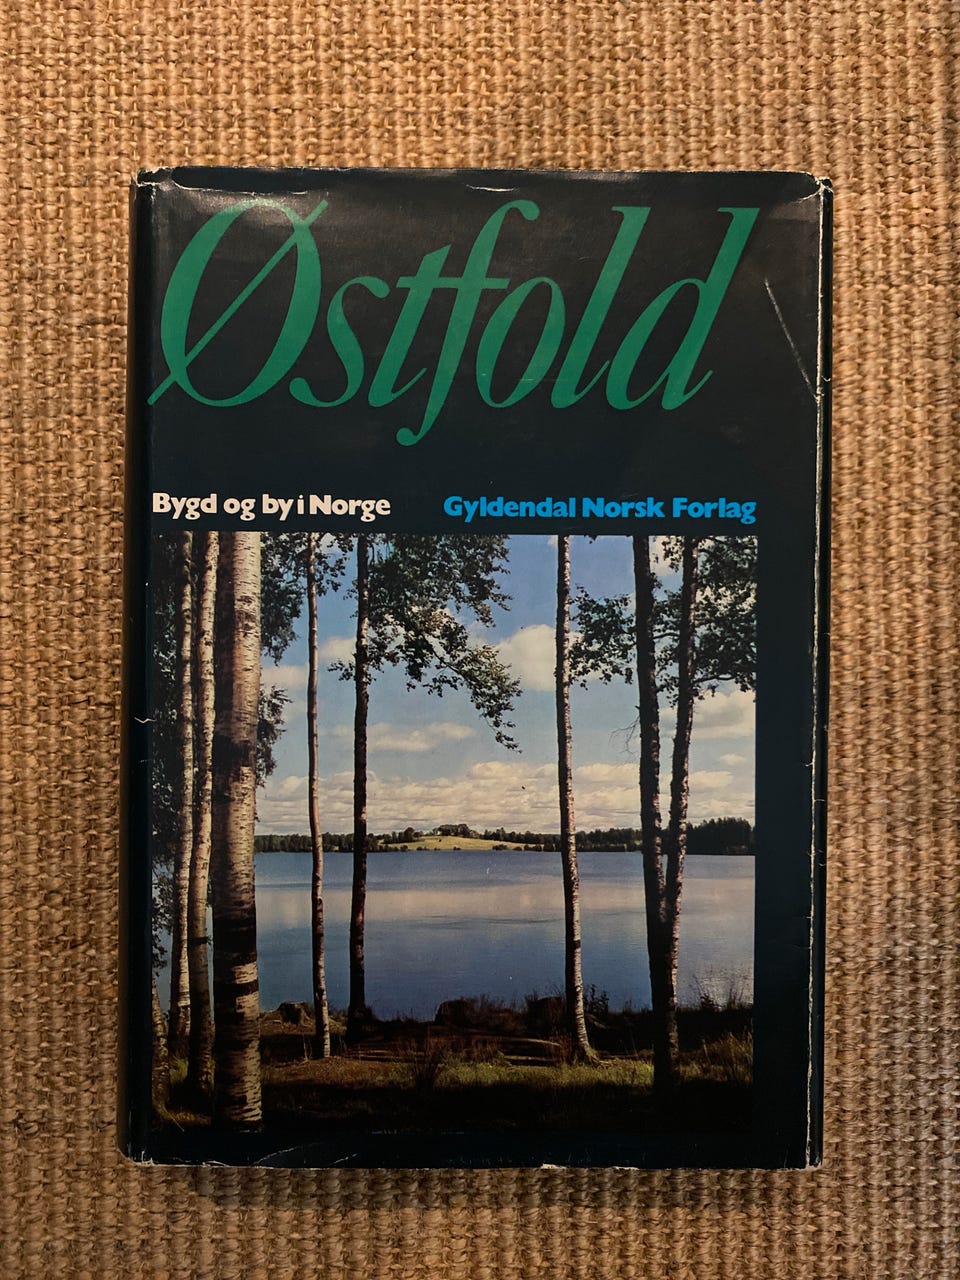 Østfold
Bygd og by i Norge
Gyldendal Norsk Forlag